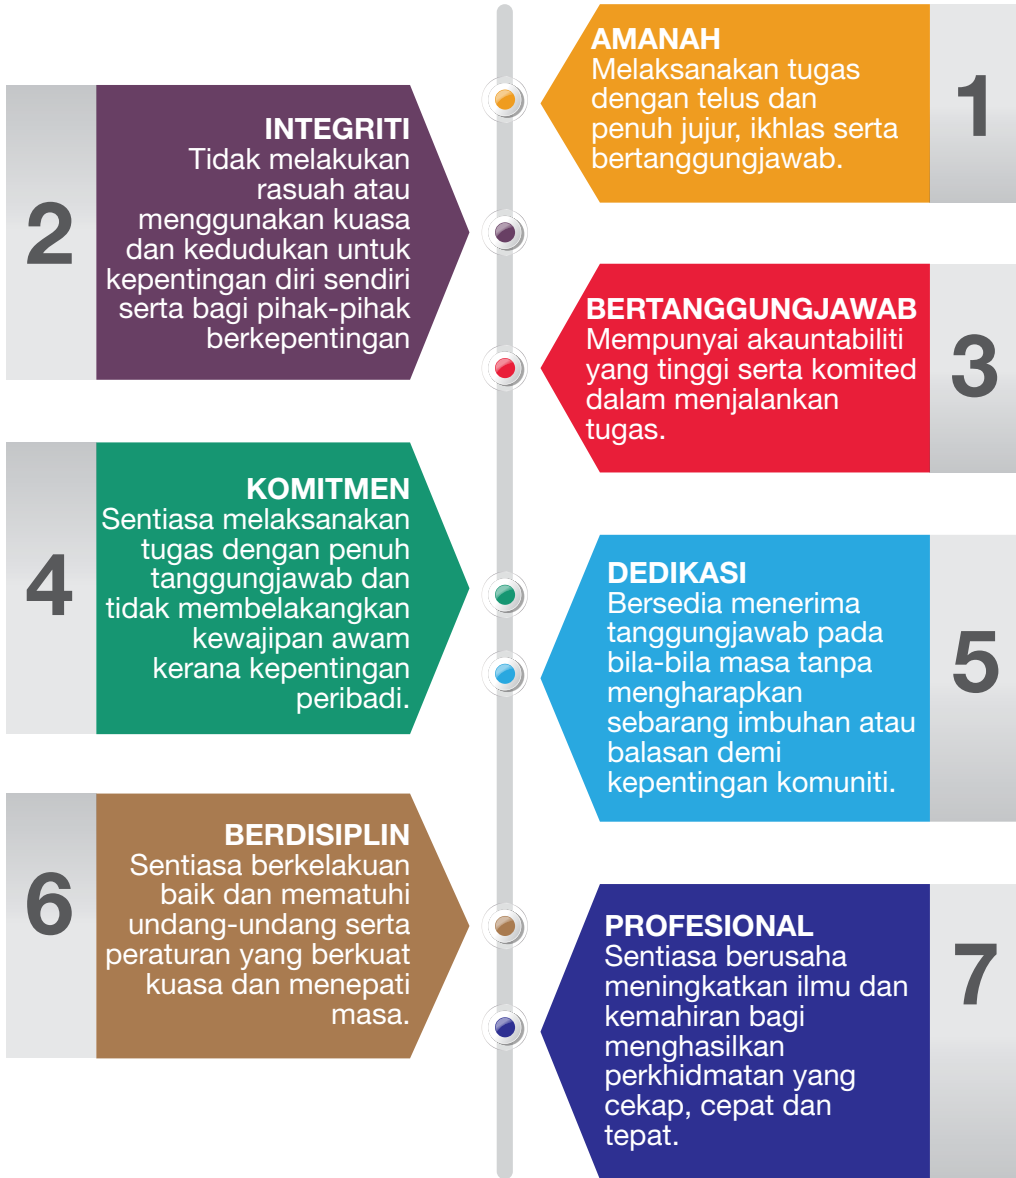 1
AMANAH
Melaksanakan tugas
dengan telus dan
penuh jujur, ikhlas serta
bertanggungjawab.
2
INTEGRITI
Tidak melakukan
rasuah atau
menggunakan kuasa
dan kedudukan untuk
kepentingan diri sendiri
serta bagi pihak-pihak
berkepentingan
3
BERTANGGUNGJAWAB
Mempunyai akauntabiliti
yang tinggi serta komited
dalam menjalankan
tugas.
4
KOMITMEN
Sentiasa melaksanakan
tugas dengan penuh
tanggungjawab dan
tidak membelakangkan
kewajipan awam
kerana kepentingan
peribadi.
5
DEDIKASI
Bersedia menerima
tanggungjawab pada
bila-bila masa tanpa
mengharapkan
sebarang imbuhan atau
balasan demi
kepentingan komuniti.
6
BERDISIPLIN
Sentiasa berkelakuan
baik dan mematuhi
undang-undang serta
peraturan yang berkuat
kuasa dan menepati
masa.
7
PROFESIONAL
Sentiasa berusaha
meningkatkan ilmu dan
kemahiran bagi
menghasilkan
perkhidmatan yang
cekap, cepat dan
tepat.